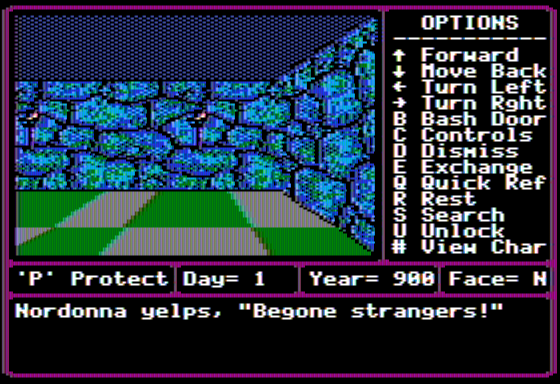 OPTIONS
------------
↑ Forward
↓ Move Back
← Turn Left
→ Turn Rght
B Bash Door
C Controls
D Dismiss
E Exchange
Q Quick Ref
R Rest
S Search
U Unlock
# View Char
'P' Protect Day= 1 Year= 900 Face= N
Nordonna yelps, "Begone strangers!"